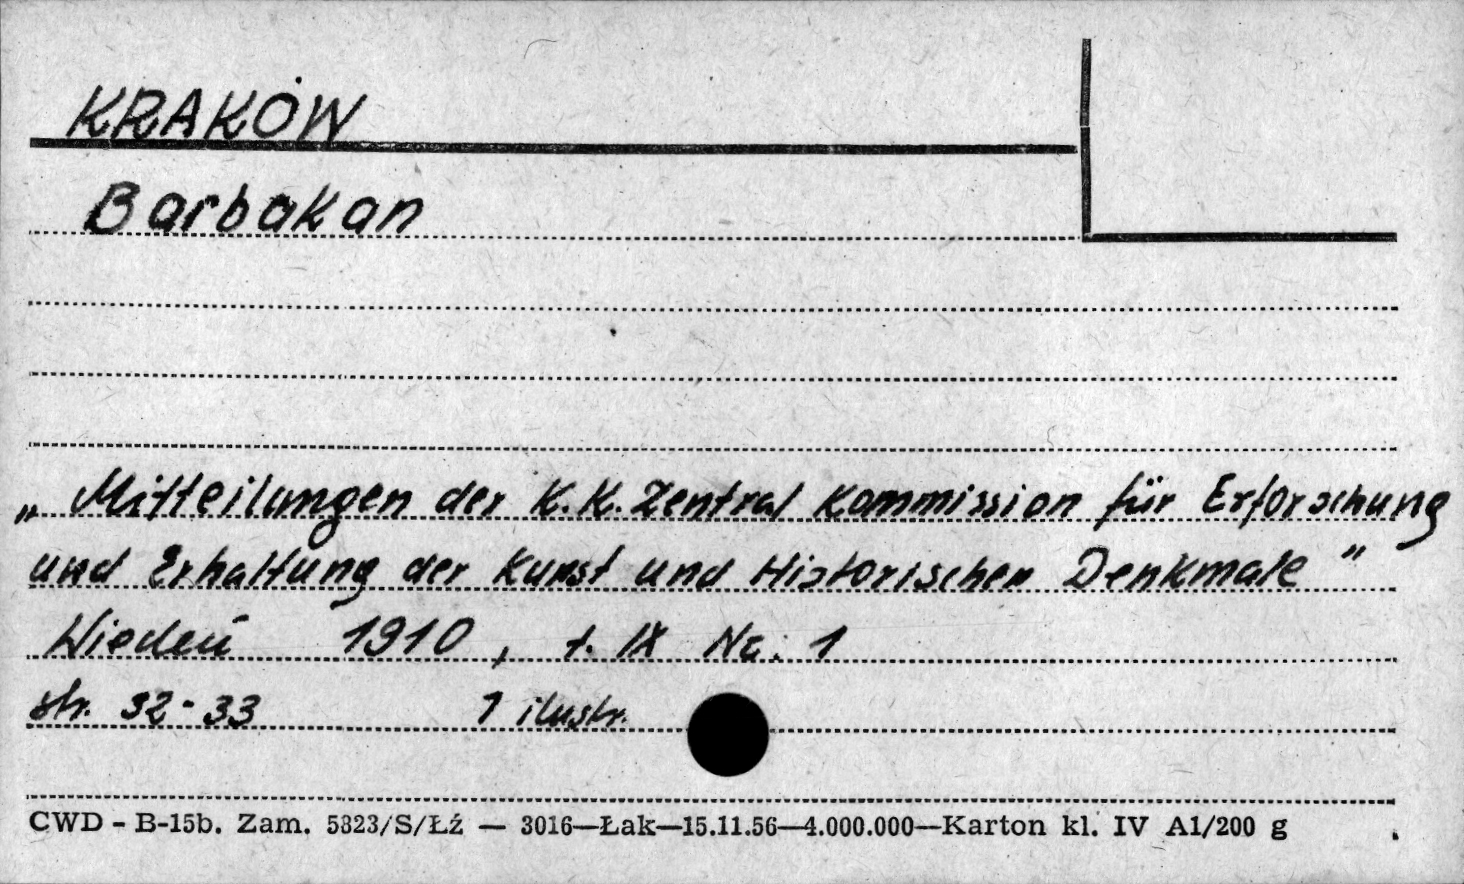 KRAKÓW
Barbakan
„Mitteilungen der K.K. Zentral Kommission für Erforschung
und Erhaltung der Kunst und Historischen Denkmale"
Wiedeń 1910, t. IX Nr. 1
str. 32-33 1 ilustr.
CWD - B-15b. Zam. 5823/S/Łź — 3016—Łak—15.11.56—4.000.000—Karton kl. IV A1/200 g